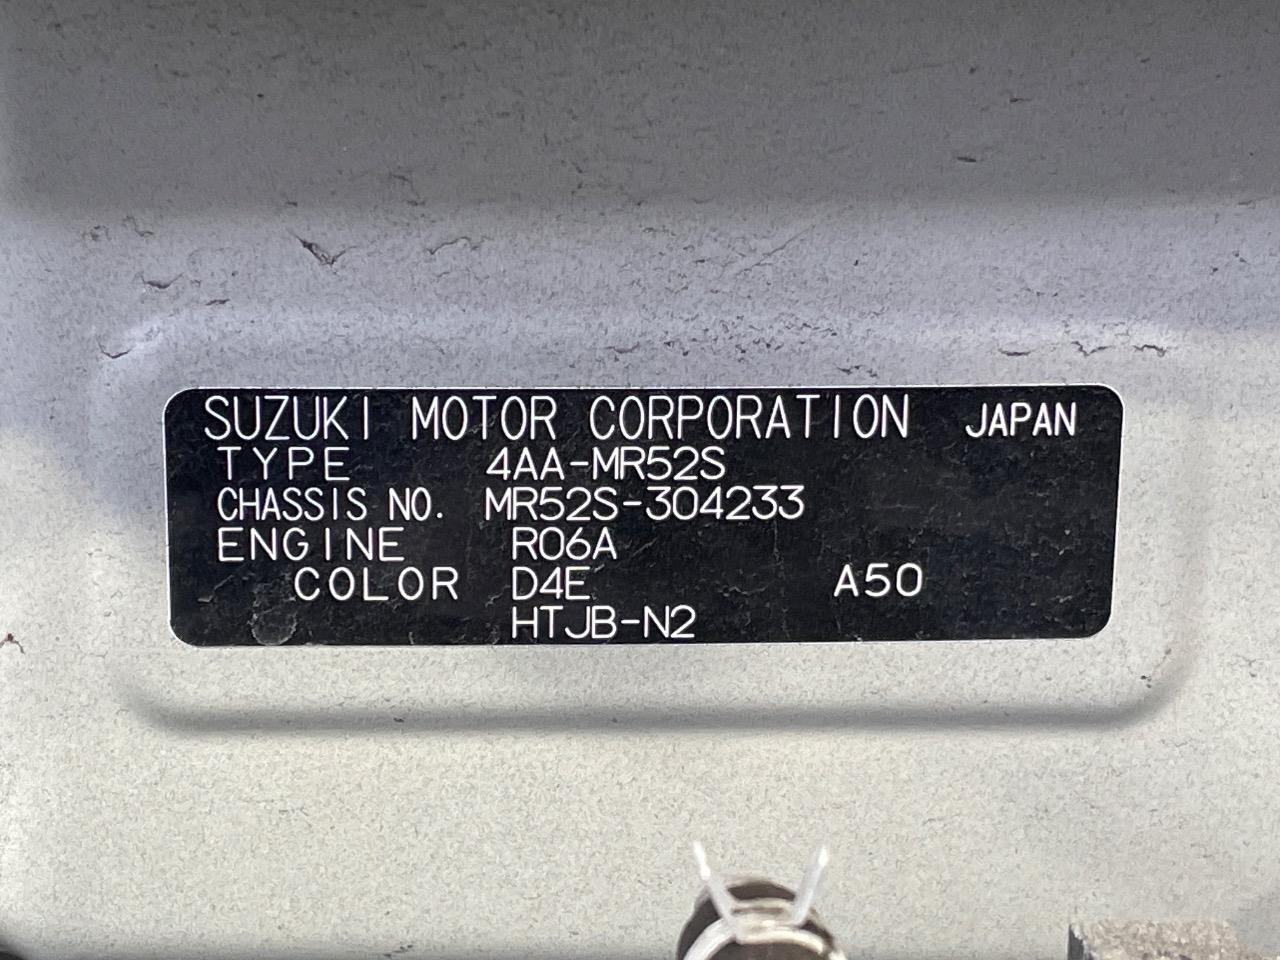 SUZUKI MOTOR CORPORATION JAPAN
TYPE 4AA-MR52S
CHASSIS NO. MR52S-304233
ENGINE R06A
COLOR D4E A50
HTJB-N2